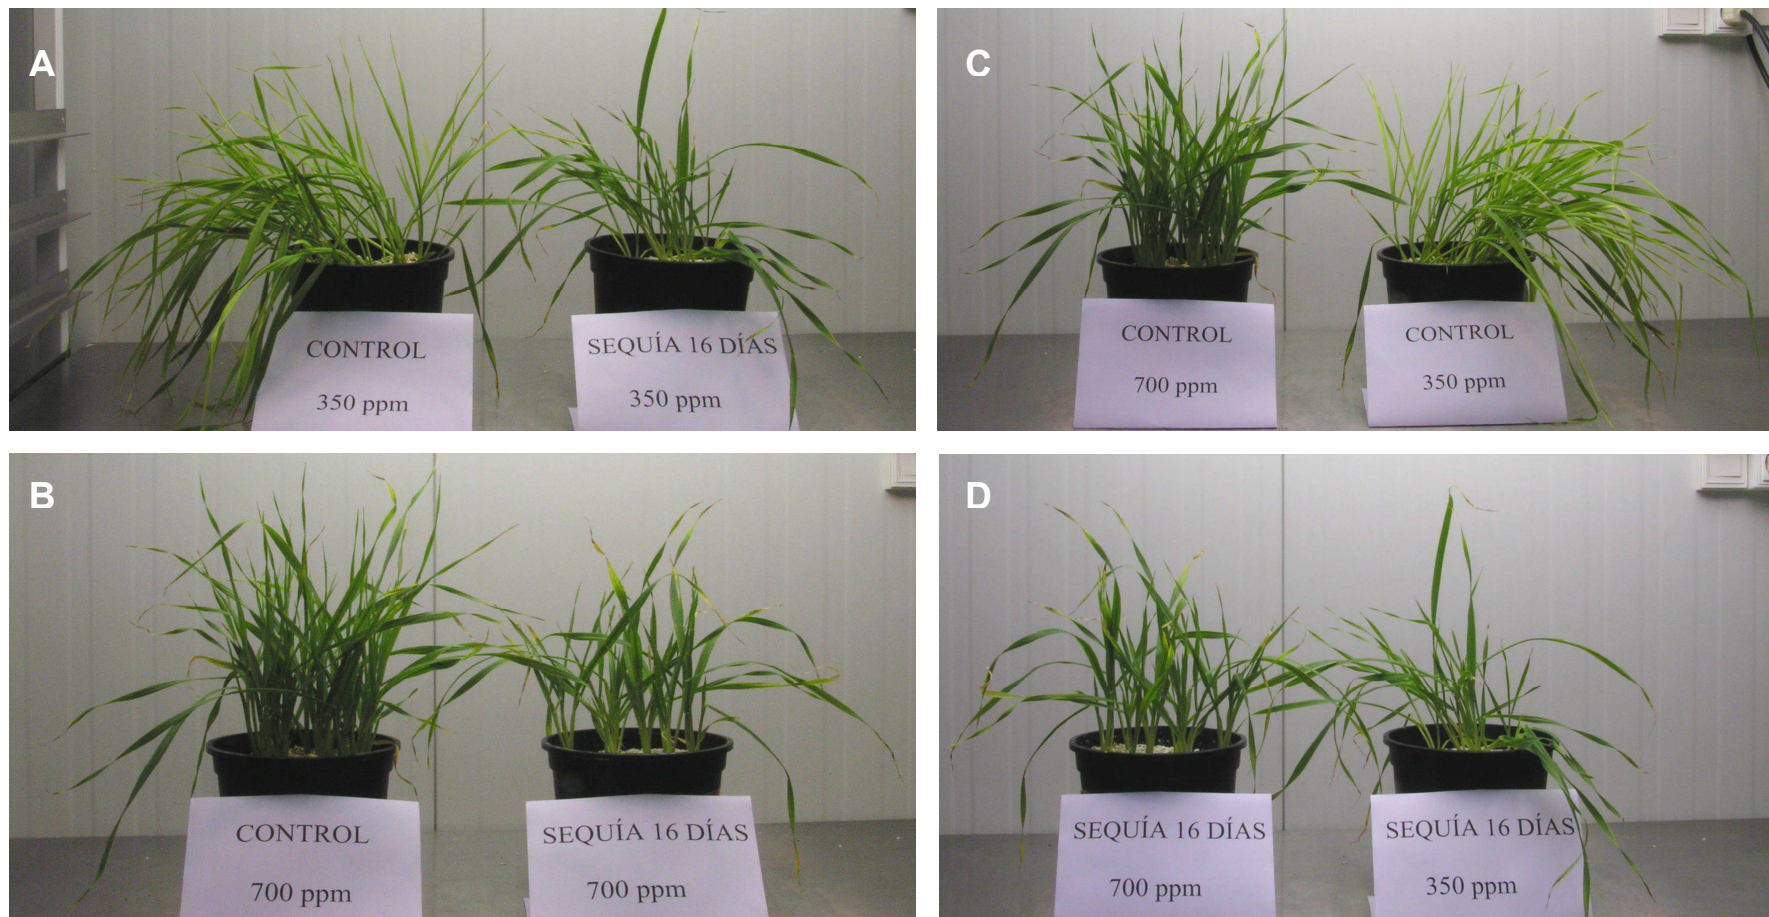 A
CONTROL
350 ppm
SEQUÍA 16 DÍAS
350 ppm
C
CONTROL
700 ppm
CONTROL
350 ppm
B
CONTROL
700 ppm
SEQUÍA 16 DÍAS
700 ppm
D
SEQUÍA 16 DÍAS
700 ppm
SEQUÍA 16 DÍAS
350 ppm